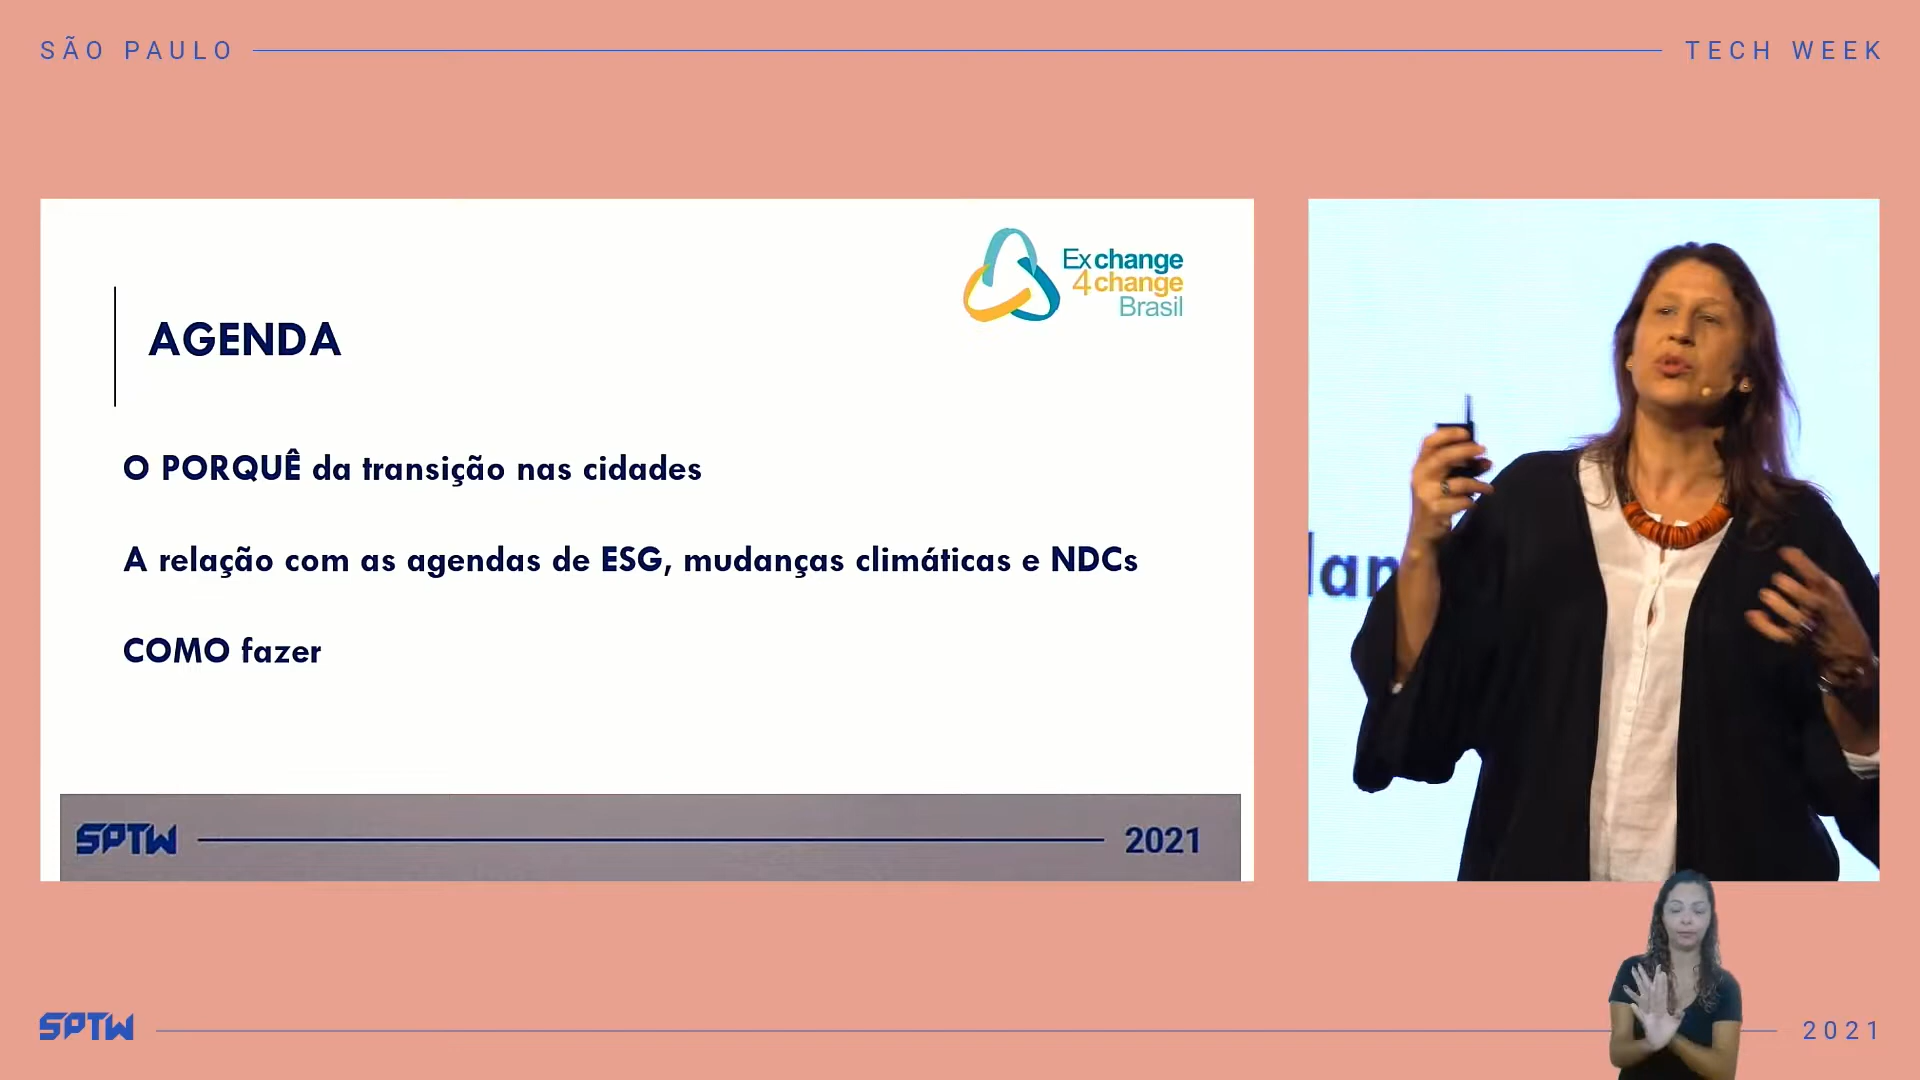 SÃO PAULO
TECH WEEK
Exchange
4change
Brasil
AGENDA
O PORQUÊ da transição nas cidades
A relação com as agendas de ESG, mudanças climáticas e NDCs
COMO fazer
lan
SPTW
2021
SPTW
2021